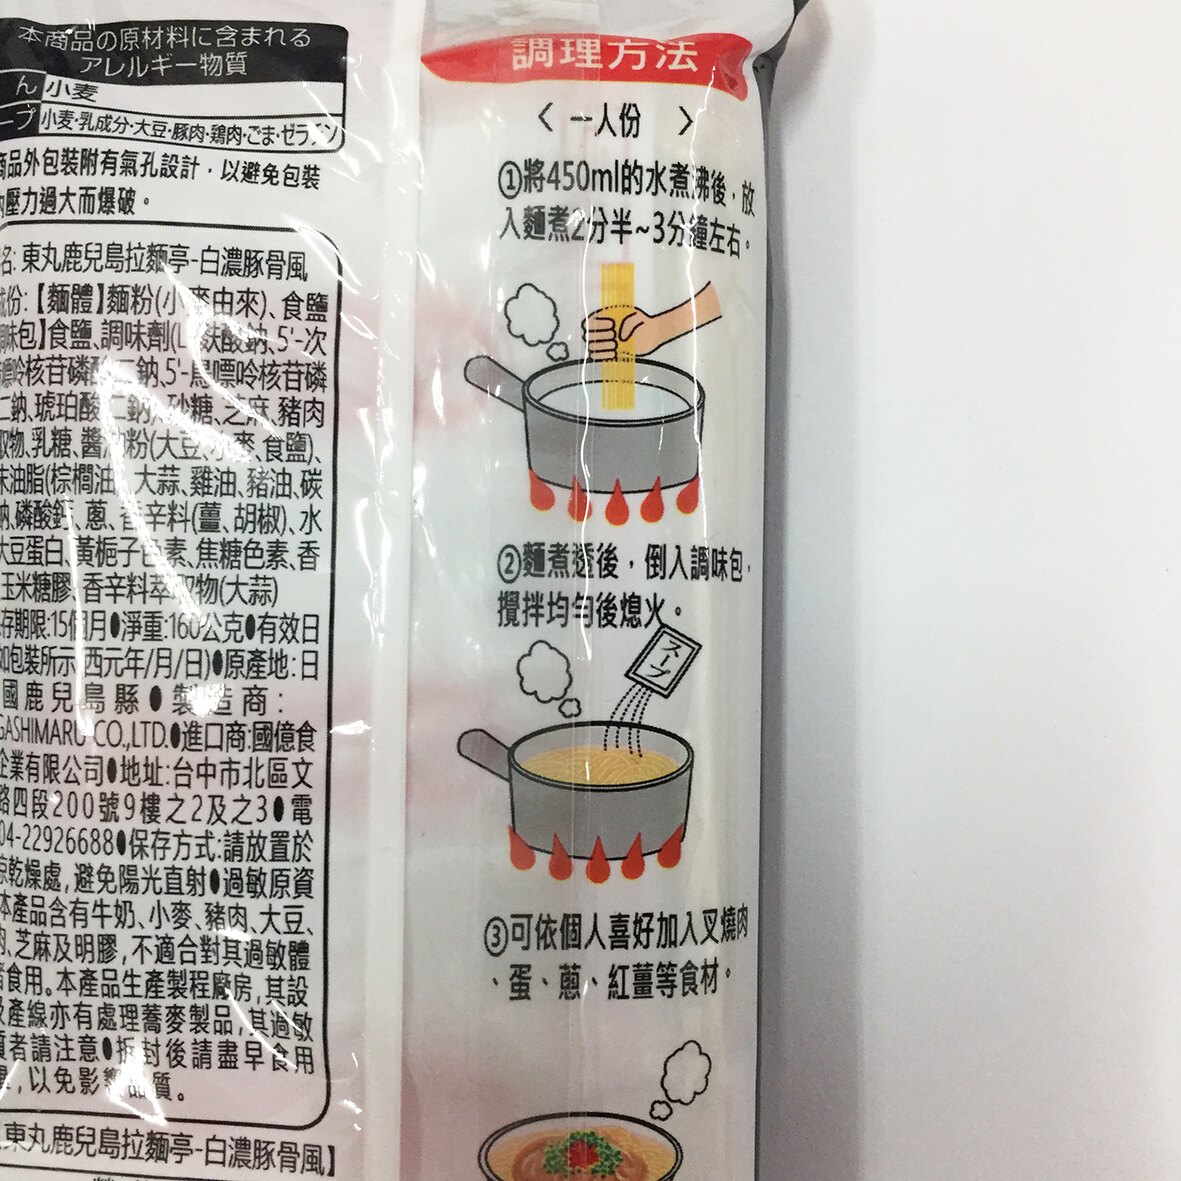 本商品の原材料に含まれる
アレルギー物質
ん 小麦
ープ 小麦・乳成分・大豆・豚肉・鶏肉・ごま・ゼラチン
商品外包裝附有氣孔設計，以避免包裝
內壓力過大而爆破。
名:東丸鹿兒島拉麵亭-白濃豚骨風
成份:【麵體】麵粉(小麥由來)、食鹽
調味包】食鹽、調味劑(L-麩酸鈉、5'-次
嘌呤核苷磷酸二鈉、5'-鳥嘌呤核苷磷
二鈉、琥珀酸二鈉)、砂糖、芝麻、豬肉
取物、乳糖、醬油粉(大豆、小麥、食鹽)、
末油脂(棕櫚油)、大蒜、雞油、豬油、碳
鈉、磷酸鈣、蔥、香辛料(薑、胡椒)、水
大豆蛋白、黃梔子色素、焦糖色素、香
玉米糖膠、香辛料萃取物(大蒜)
存期限:15個月●淨重:160公克●有效日
如包裝所示(西元年/月/日)●原產地:日
國鹿兒島縣●製造商:
GASHIMARU CO.,LTD.●進口商:國億食
企業有限公司●地址:台中市北區文
路四段200號9樓之2及之3●電
04-22926688●保存方式:請放置於
涼乾燥處,避免陽光直射●過敏原資
本產品含有牛奶、小麥、豬肉、大豆、
肉、芝麻及明膠,不適合對其過敏體
者食用。本產品生產製程廠房,其設
及產線亦有處理蕎麥製品,其過敏
質者請注意●拆封後請盡早食用
畢,以免影響品質。
東丸鹿兒島拉麵亭-白濃豚骨風】
調理方法
〈 一人份 〉
①將450ml的水煮沸後，放
入麵煮2分半~3分鐘左右。
②麵煮透後，倒入調味包，
攪拌均勻後熄火。
スープ
③可依個人喜好加入叉燒肉
、蛋、蔥、紅薑等食材。